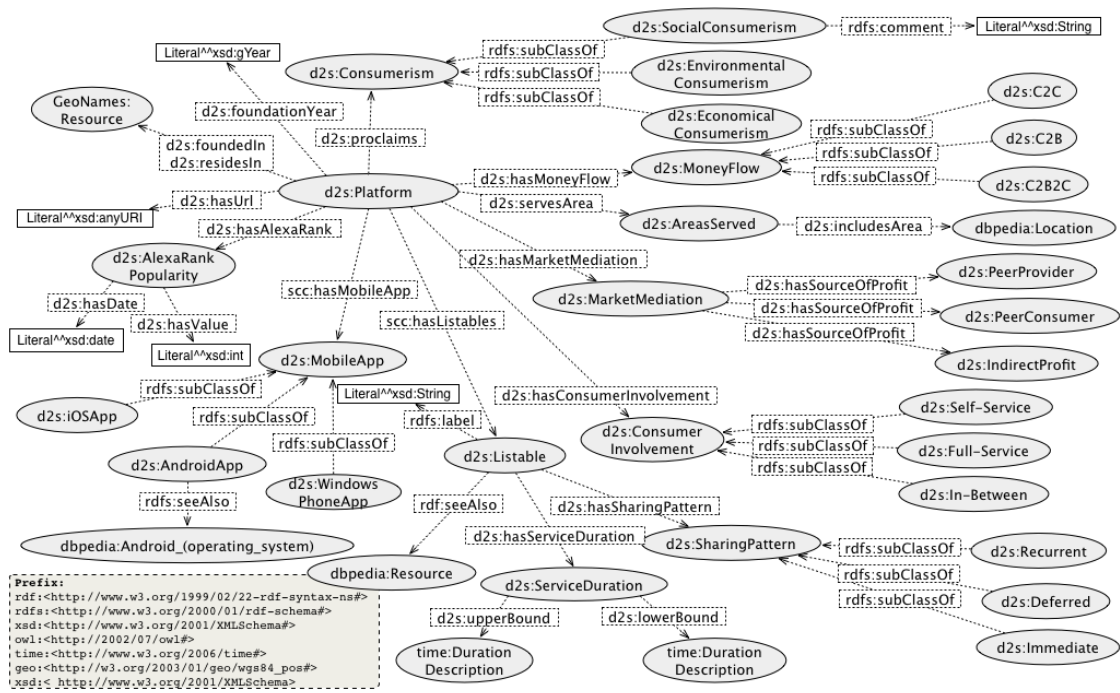 d2s:SocialConsumerism
rdfs:comment
Literal^^xsd:String
Literal^^xsd:gYear
rdfs:subClassOf
d2s:Consumerism
rdfs:subClassOf
d2s:Environmental
Consumerism
rdfs:subClassOf
d2s:Economical
Consumerism
GeoNames:
Resource
d2s:foundationYear
d2s:proclaims
d2s:foundedIn
d2s:residesIn
d2s:C2C
rdfs:subClassOf
d2s:C2B
rdfs:subClassOf
d2s:MoneyFlow
rdfs:subClassOf
d2s:C2B2C
d2s:Platform
d2s:hasMoneyFlow
d2s:servesArea
d2s:hasUrl
Literal^^xsd:anyURI
d2s:hasAlexaRank
d2s:AreasServed
d2s:includesArea
dbpedia:Location
d2s:AlexaRank
Popularity
d2s:hasMarketMediation
d2s:PeerProvider
d2s:hasSourceOfProfit
d2s:MarketMediation
d2s:hasSourceOfProfit
d2s:PeerConsumer
d2s:hasSourceOfProfit
d2s:IndirectProfit
scc:hasMobileApp
scc:hasListables
d2s:hasDate
d2s:hasValue
Literal^^xsd:date
Literal^^xsd:int
d2s:MobileApp
rdfs:subClassOf
Literal^^xsd:String
d2s:iOSApp
rdfs:subClassOf
rdfs:label
d2s:hasConsumerInvolvement
d2s:Self-Service
rdfs:subClassOf
d2s:Consumer
Involvement
rdfs:subClassOf
d2s:Full-Service
rdfs:subClassOf
d2s:In-Between
rdfs:subClassOf
d2s:AndroidApp
d2s:Listable
d2s:Windows
PhoneApp
rdfs:seeAlso
rdf:seeAlso
d2s:hasSharingPattern
d2s:hasServiceDuration
d2s:SharingPattern
rdfs:subClassOf
d2s:Recurrent
rdfs:subClassOf
d2s:Deferred
rdfs:subClassOf
d2s:Immediate
dbpedia:Android_(operating_system)
dbpedia:Resource
d2s:ServiceDuration
d2s:upperBound
d2s:lowerBound
time:Duration
Description
time:Duration
Description
Prefix:
rdf:<http://www.w3.org/1999/02/22-rdf-syntax-ns#>
rdfs:<http://www.w3.org/2000/01/rdf-schema#>
xsd:<http://www.w3.org/2001/XMLSchema#>
owl:<http://2002/07/owl#>
time:<http://www.w3.org/2006/time#>
geo:<http://w3.org/2003/01/geo/wgs84_pos#>
xsd:< http://www.w3.org/2001/XMLSchema>